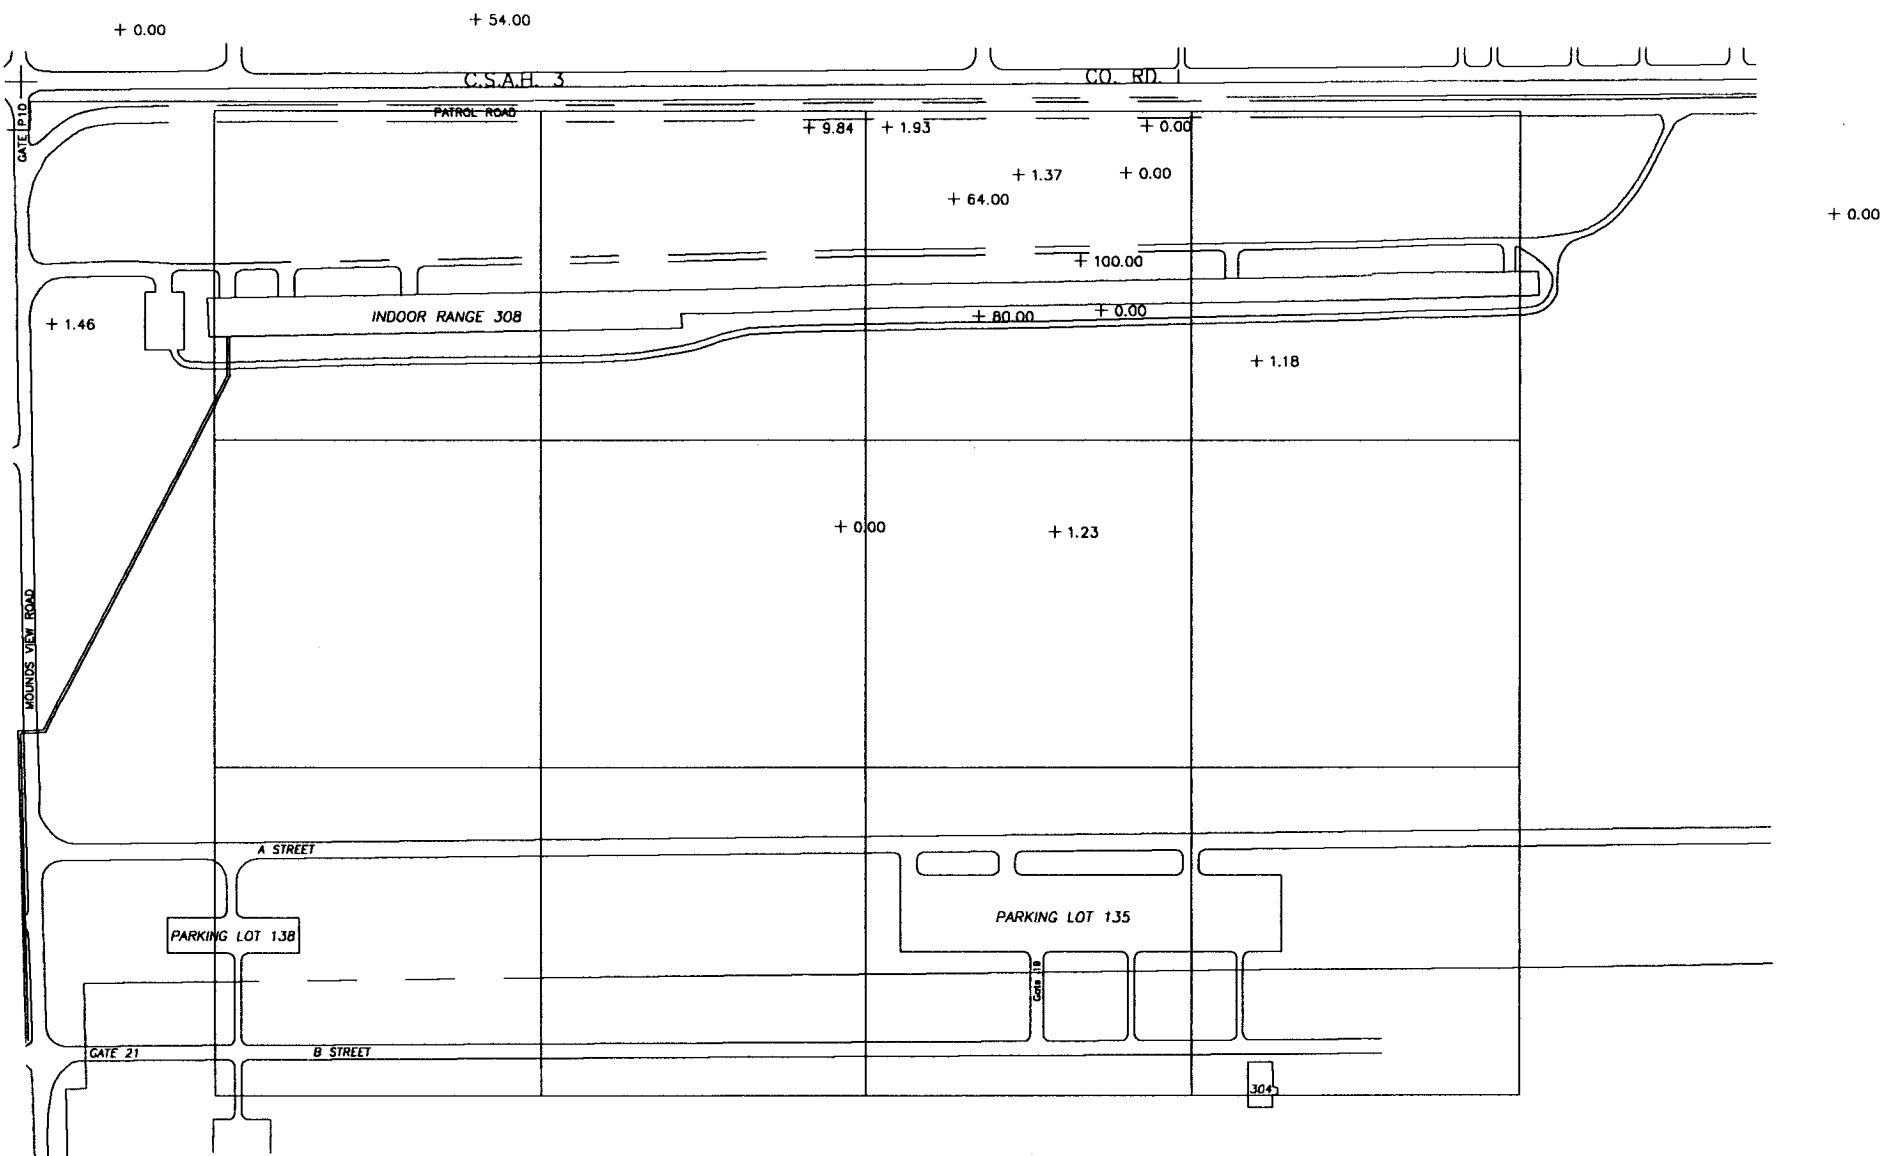 + 0.00
+ 54.00
C.S.A.H. 3
CO. RD. I
GATE P10
PATROL ROAD
+ 9.84
+ 1.93
+ 0.00
+ 1.37
+ 0.00
+ 64.00
+ 0.00
+ 100.00
INDOOR RANGE 308
+ 1.46
+ 80.00
+ 0.00
+ 1.18
+ 0.00
+ 1.23
MOUNDS VIEW ROAD
A STREET
PARKING LOT 138
PARKING LOT 135
Gate 19
GATE 21
B STREET
304